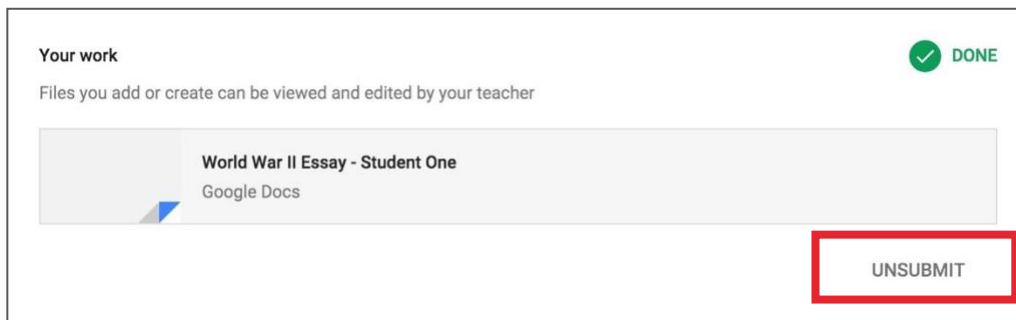 Your work
DONE
Files you add or create can be viewed and edited by your teacher
World War II Essay - Student One
Google Docs
UNSUBMIT